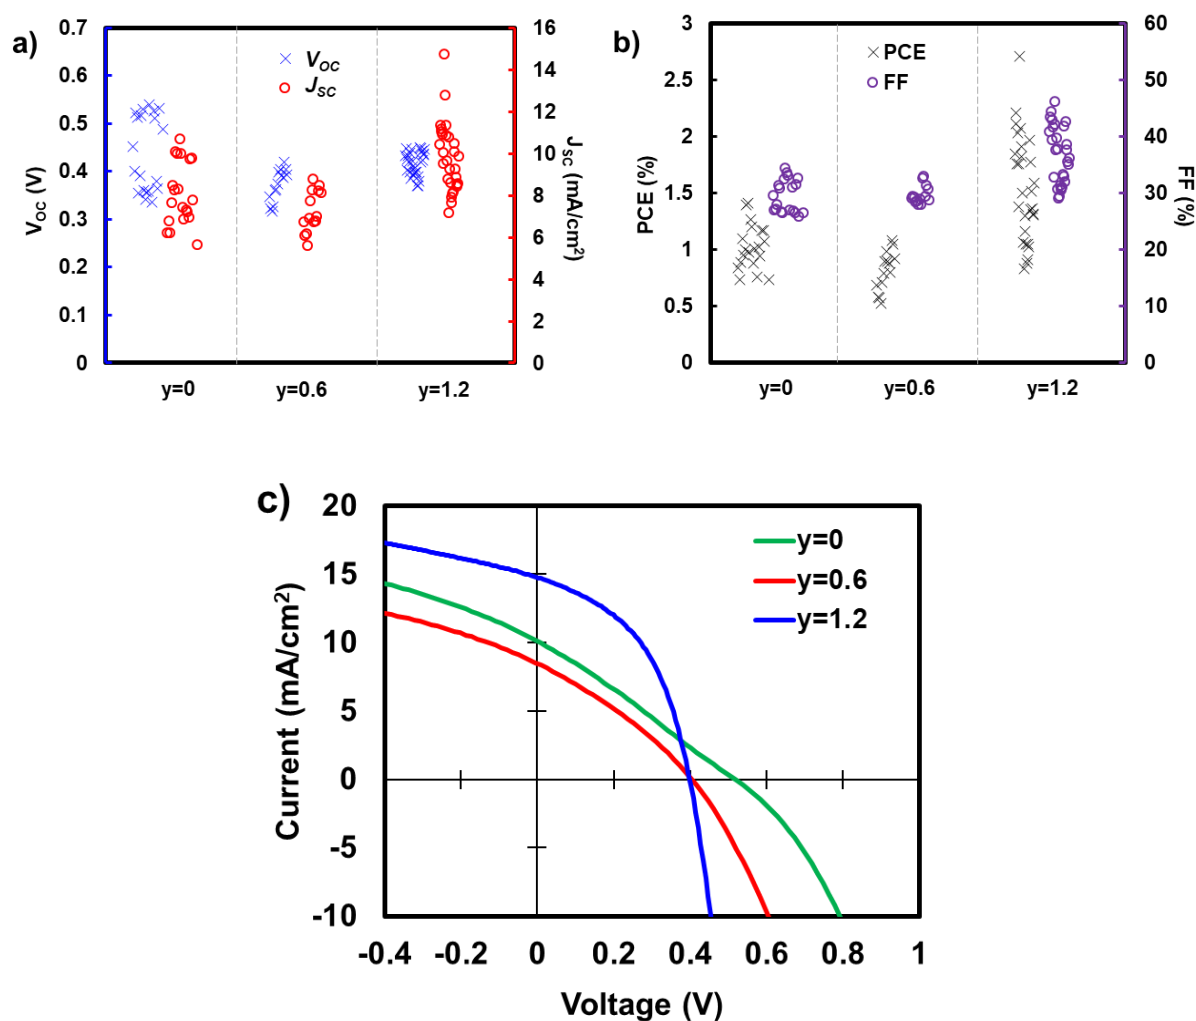 a)
V_OC
J_SC
0.7
0.6
0.5
0.4
0.3
0.2
0.1
0
V_OC (V)
16
14
12
10
8
6
4
2
0
J_SC (mA/cm²)
y=0
y=0.6
y=1.2
b)
PCE
FF
3
2.5
2
1.5
1
0.5
0
PCE (%)
60
50
40
30
20
10
0
FF (%)
y=0
y=0.6
y=1.2
c)
20
15
10
5
0
-5
-10
Current (mA/cm²)
y=0
y=0.6
y=1.2
-0.4
-0.2
0
0.2
0.4
0.6
0.8
1
Voltage (V)